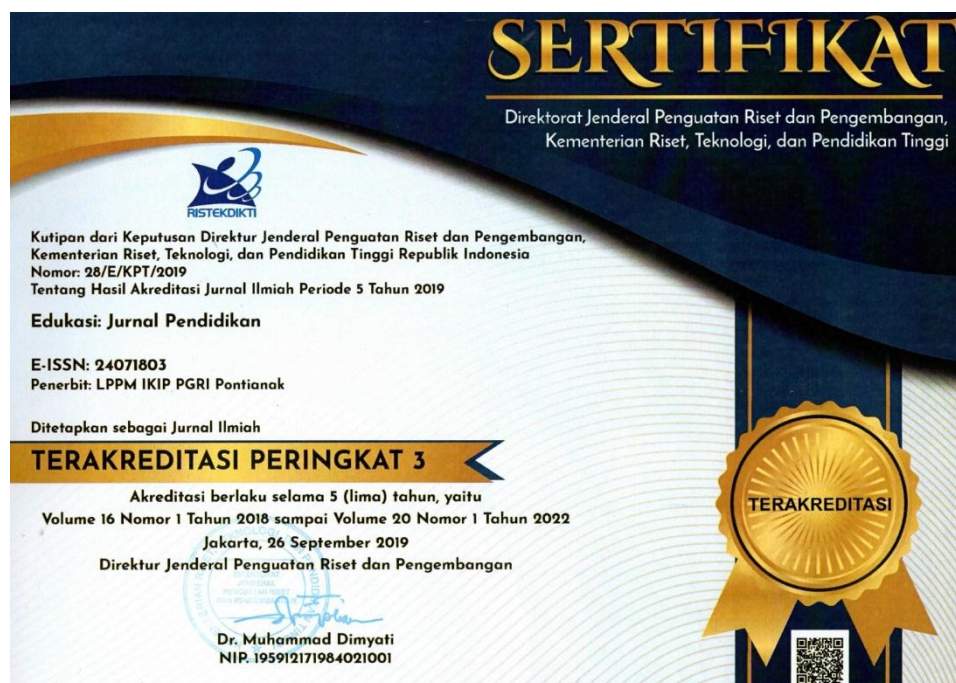 SERTIFIKAT
Direktorat Jenderal Penguatan Riset dan Pengembangan,
Kementerian Riset, Teknologi, dan Pendidikan Tinggi
RISTEKDIKTI
Kutipan dari Keputusan Direktur Jenderal Penguatan Riset dan Pengembangan,
Kementerian Riset, Teknologi, dan Pendidikan Tinggi Republik Indonesia
Nomor: 28/E/KPT/2019
Tentang Hasil Akreditasi Jurnal Ilmiah Periode 5 Tahun 2019
Edukasi: Jurnal Pendidikan
E-ISSN: 24071803
Penerbit: LPPM IKIP PGRI Pontianak
Ditetapkan sebagai Jurnal Ilmiah
TERAKREDITASI PERINGKAT 3
Akreditasi berlaku selama 5 (lima) tahun, yaitu
Volume 16 Nomor 1 Tahun 2018 sampai Volume 20 Nomor 1 Tahun 2022
Jakarta, 26 September 2019
Direktur Jenderal Penguatan Riset dan Pengembangan
Dr. Muhammad Dimyati
NIP. 195912171984021001
TERAKREDITASI